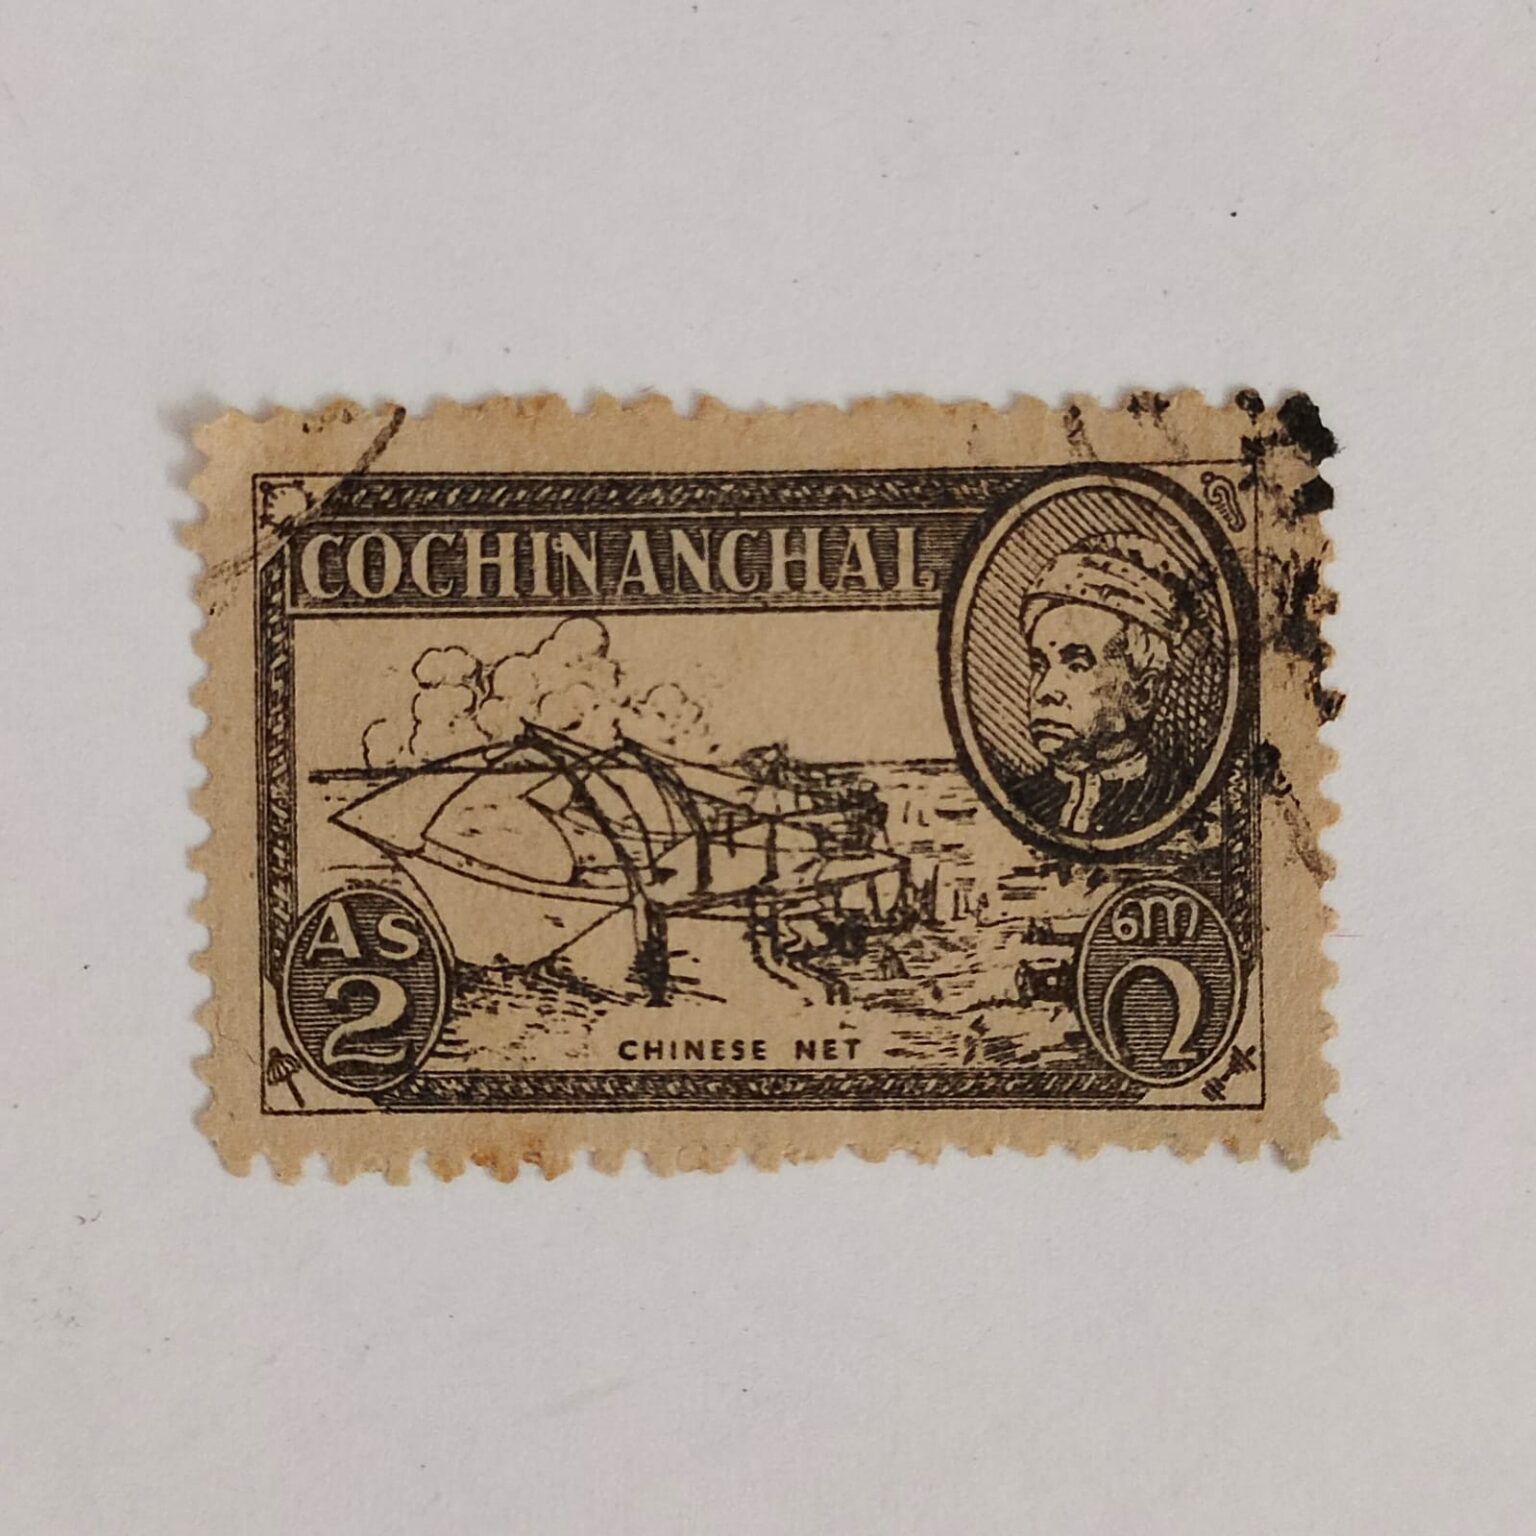 COCHIN ANCHAL
As
2
CHINESE NET
ണ
൨